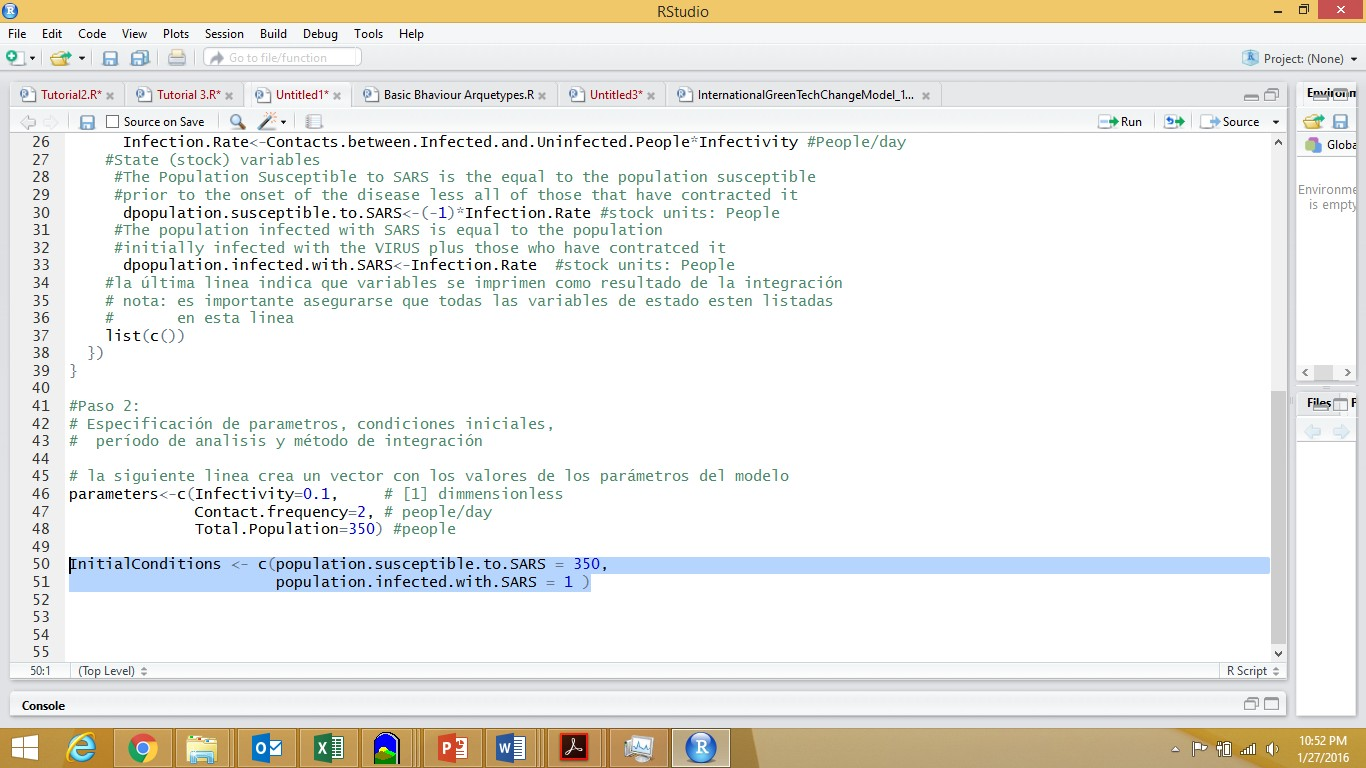 RStudio
File Edit Code View Plots Session Build Debug Tools Help
Go to file/function
Project: (None)
Tutorial2.R* Tutorial 3.R* Untitled1* Basic Bhaviour Arquetypes.R Untitled3* InternationalGreenTechChangeModel_1...
Source on Save Run Source
26 Infection.Rate<-Contacts.between.Infected.and.Uninfected.People*Infectivity #People/day
27 #State (stock) variables
28 #The Population Susceptible to SARS is the equal to the population susceptible
29 #prior to the onset of the disease less all of those that have contracted it
30 dpopulation.susceptible.to.SARS<-(-1)*Infection.Rate #stock units: People
31 #The population infected with SARS is equal to the population
32 #initially infected with the VIRUS plus those who have contratced it
33 dpopulation.infected.with.SARS<-Infection.Rate #stock units: People
34 #la última linea indica que variables se imprimen como resultado de la integración
35 # nota: es importante asegurarse que todas las variables de estado esten listadas
36 # en esta linea
37 list(c())
38 })
39 }
40
41 #Paso 2:
42 # Especificación de parametros, condiciones iniciales,
43 # período de analisis y método de integración
44
45 # la siguiente linea crea un vector con los valores de los parámetros del modelo
46 parameters<-c(Infectivity=0.1, # [1] dimmensionless
47 Contact.frequency=2, # people/day
48 Total.Population=350) #people
49
50 InitialConditions <- c(population.susceptible.to.SARS = 350,
51 population.infected.with.SARS = 1 )
52
53
54
55
50:1 (Top Level) R Script
Console
Environm
Globa
Environme
is empty
Files F
10:52 PM
1/27/2016